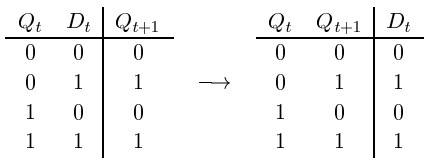 Q_t D_t Q_{t+1} Q_t Q_{t+1} D_t
0 0 0 0 0 0
0 1 1 ⟶ 0 1 1
1 0 0 1 0 0
1 1 1 1 1 1